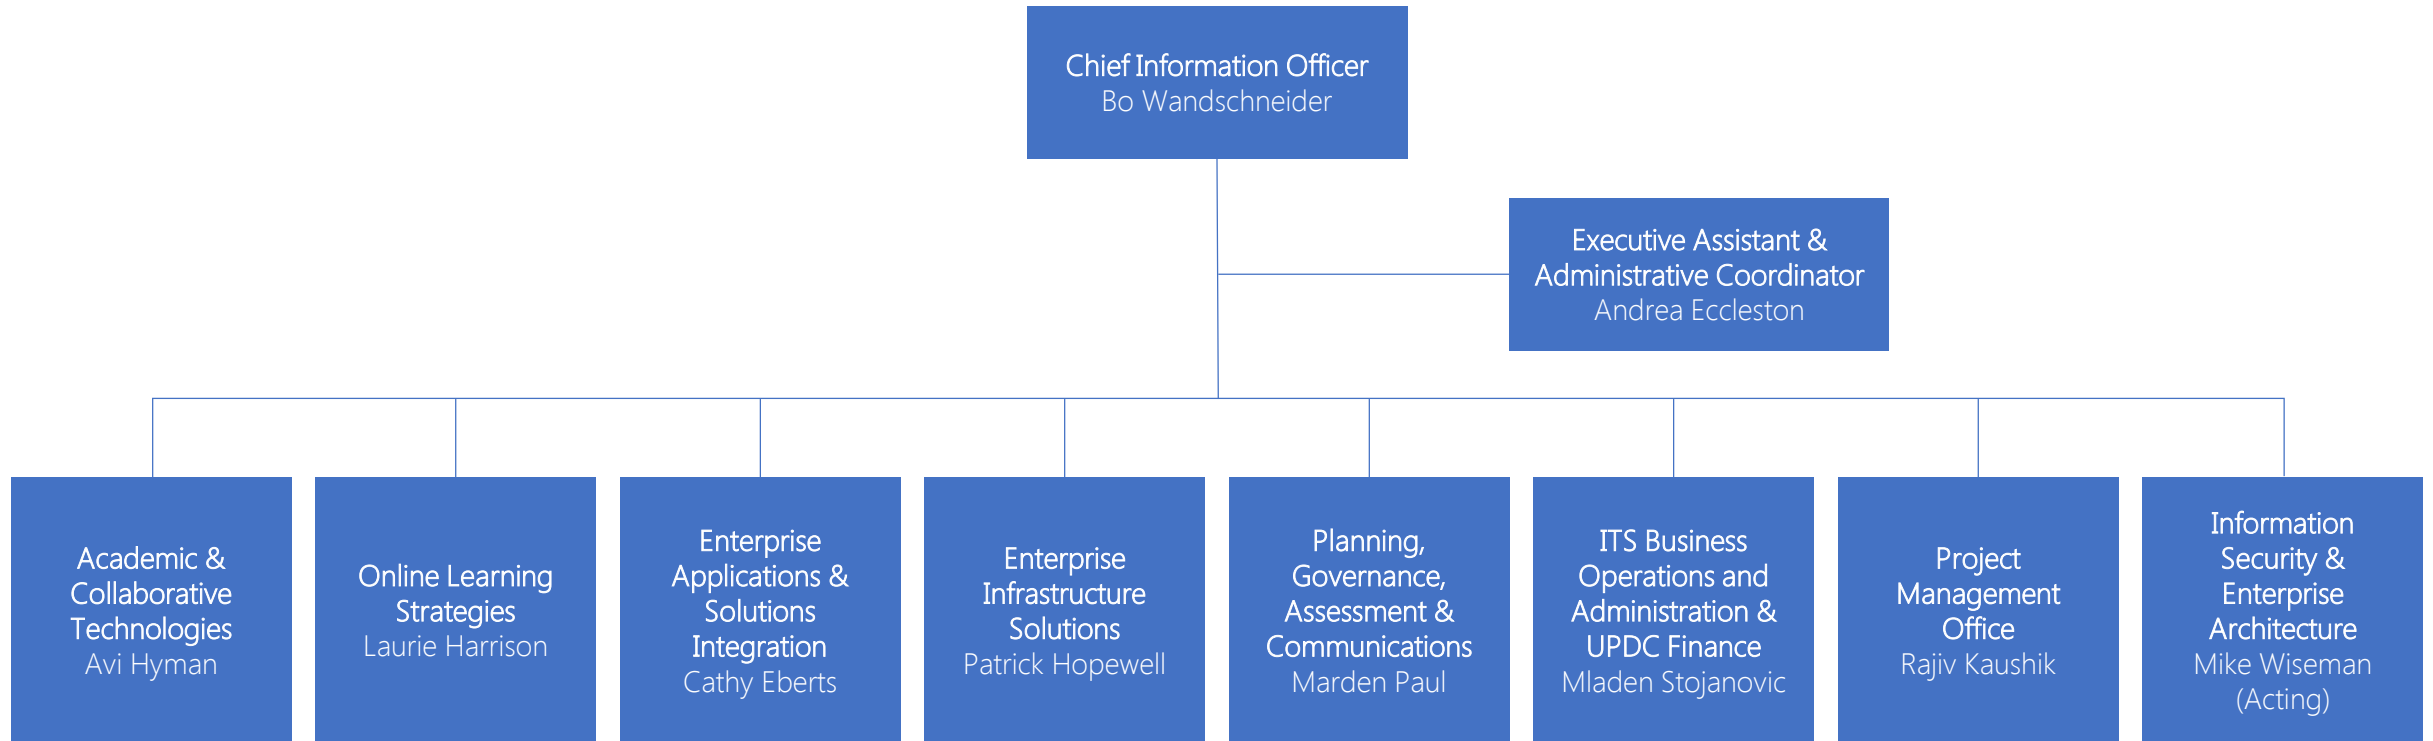 Chief Information Officer
Bo Wandschneider
Executive Assistant &
Administrative Coordinator
Andrea Eccleston
Academic &
Collaborative
Technologies
Avi Hyman
Online Learning
Strategies
Laurie Harrison
Enterprise
Applications &
Solutions
Integration
Cathy Eberts
Enterprise
Infrastructure
Solutions
Patrick Hopewell
Planning,
Governance,
Assessment &
Communications
Marden Paul
ITS Business
Operations and
Administration &
UPDC Finance
Mladen Stojanovic
Project
Management
Office
Rajiv Kaushik
Information
Security &
Enterprise
Architecture
Mike Wiseman
(Acting)